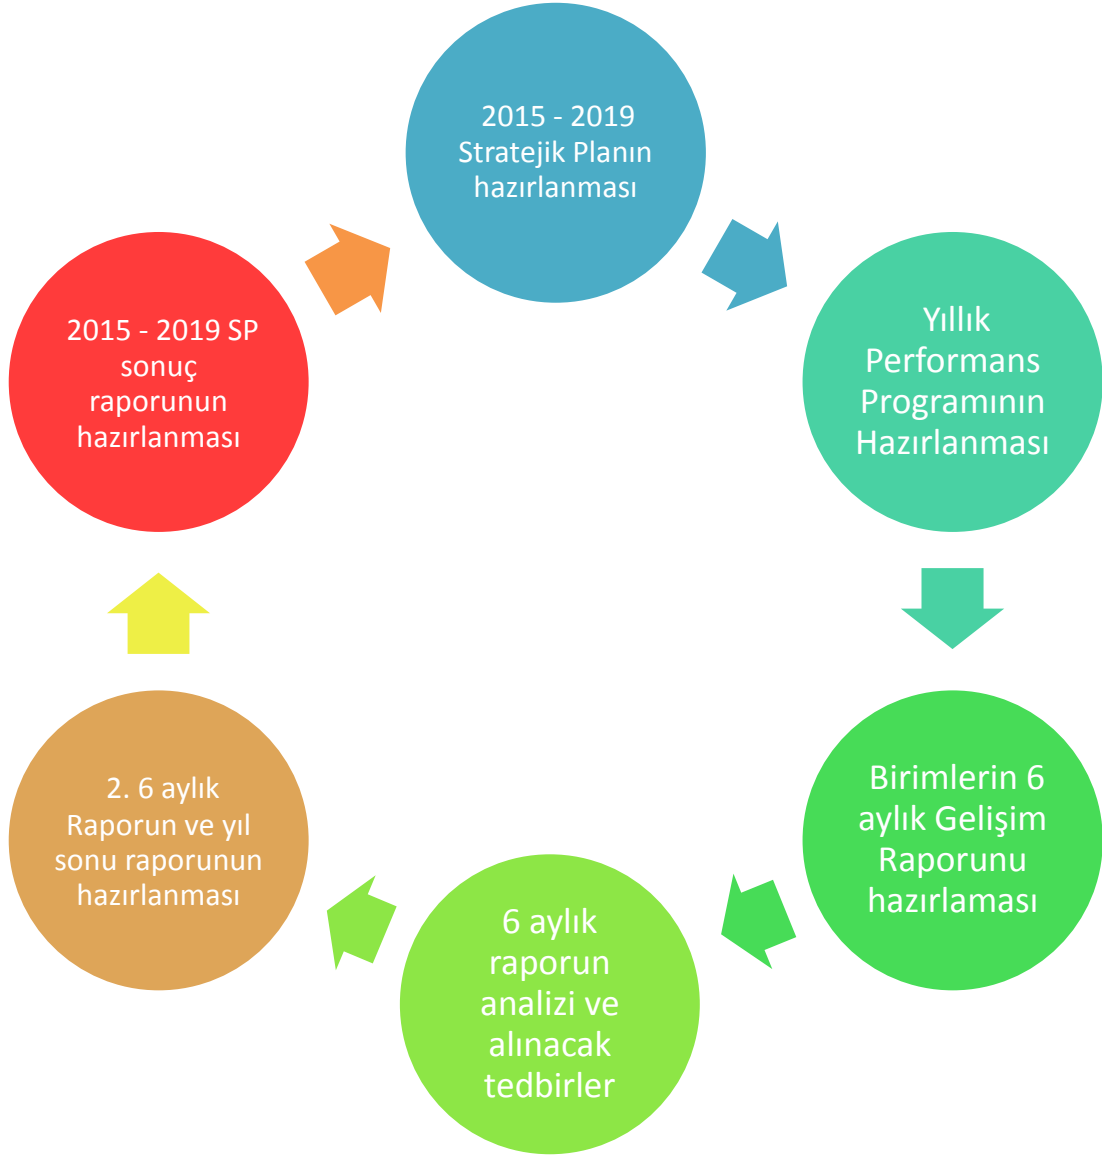 2015 - 2019
Stratejik Planın
hazırlanması
Yıllık
Performans
Programının
Hazırlanması
Birimlerin 6
aylık Gelişim
Raporunu
hazırlaması
6 aylık
raporun
analizi ve
alınacak
tedbirler
2. 6 aylık
Raporun ve yıl
sonu raporunun
hazırlanması
2015 - 2019 SP
sonuç
raporunun
hazırlanması